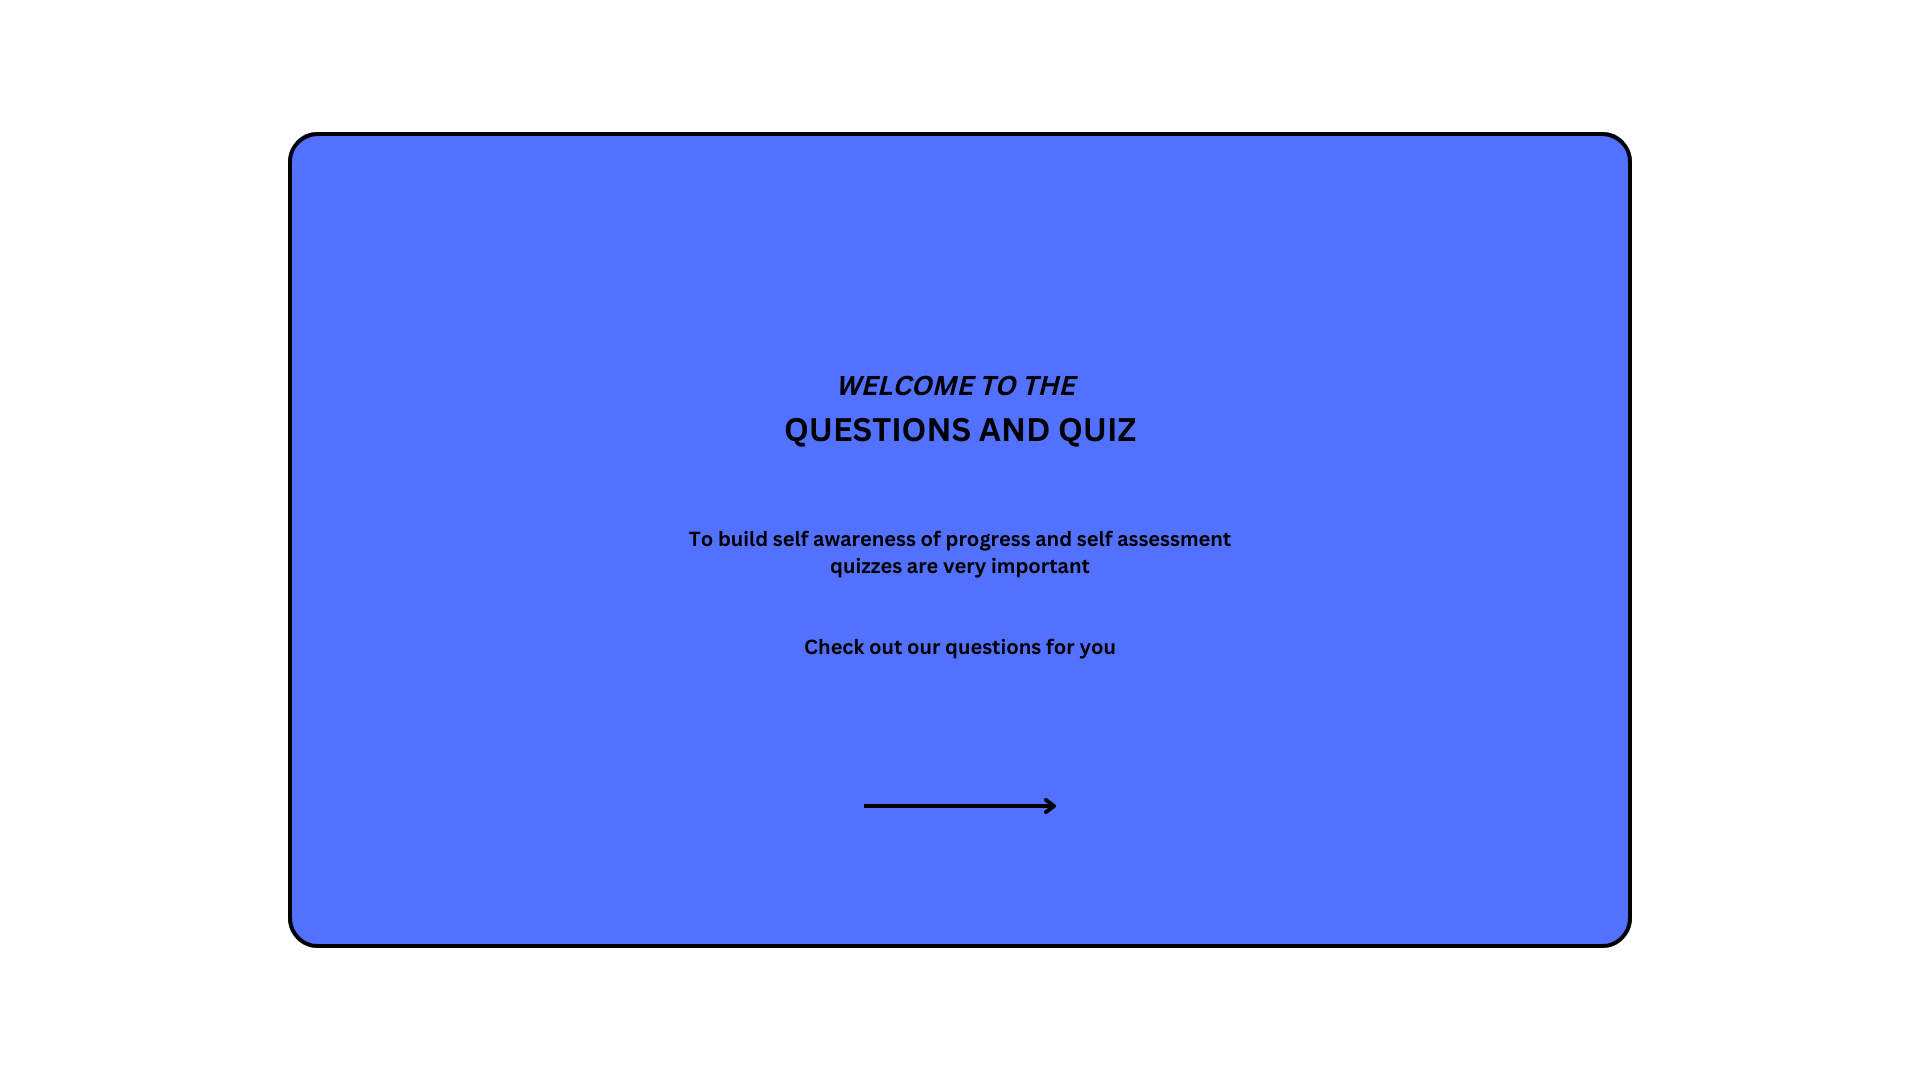 WELCOME TO THE
QUESTIONS AND QUIZ
To build self awareness of progress and self assessment
quizzes are very important
Check out our questions for you